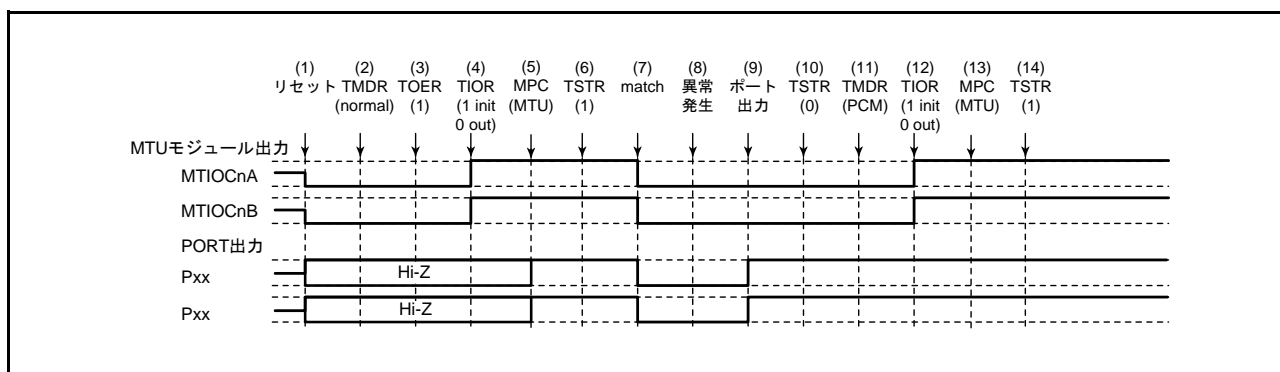 (1) (2) (3) (4) (5) (6) (7) (8) (9) (10) (11) (12) (13) (14)
リセット TMDR TOER TIOR MPC TSTR match 異常 ポート TSTR TMDR TIOR MPC TSTR
(normal) (1) (1 init (MTU) (1) 発生 出力 (0) (PCM) (1 init (MTU) (1)
0 out) 0 out)
MTUモジュール出力
MTIOCnA
MTIOCnB
PORT出力
Pxx Hi-Z
Pxx Hi-Z